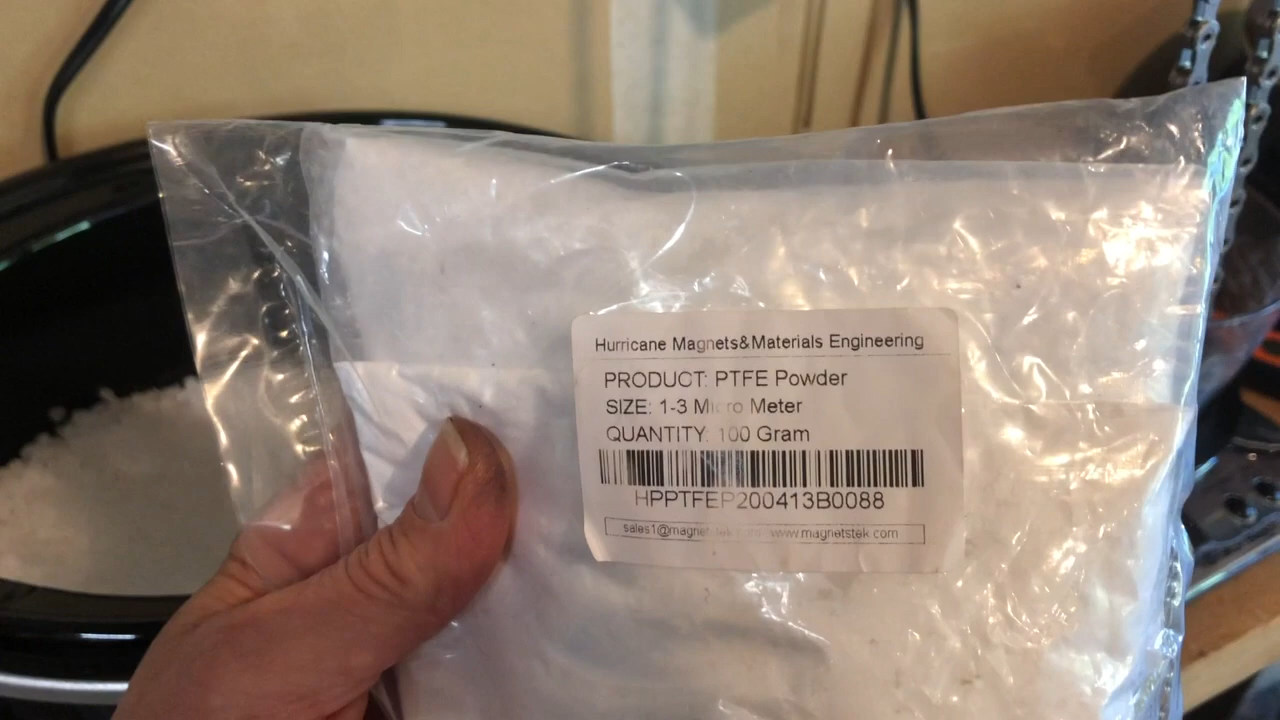 Hurricane Magnets&Materials Engineering
PRODUCT: PTFE Powder
SIZE: 1-3 Micro Meter
QUANTITY: 100 Gram
HPPTFEP200413B0088
www.magnetstek.com